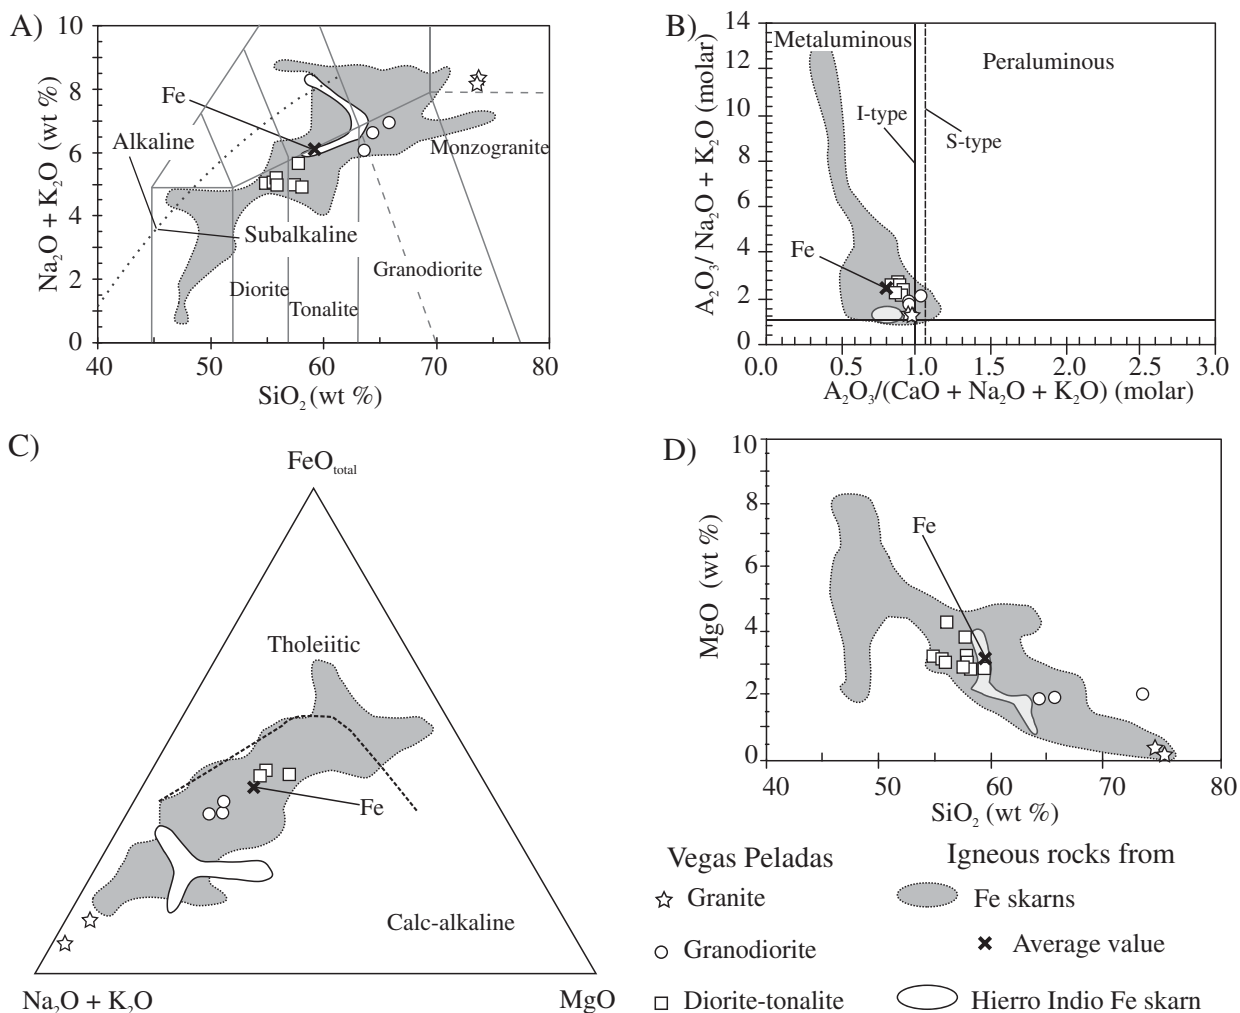 A)
Na₂O + K₂O (wt %)
10
8
6
4
2
0
Fe
Alkaline
Subalkaline
Monzogranite
Granodiorite
Diorite
Tonalite
40
50
60
70
80
SiO₂ (wt %)
B)
A₂O₃/ Na₂O + K₂O (molar)
14
12
10
8
6
4
2
0
Metaluminous
Peraluminous
I-type
S-type
Fe
0.0
0.5
1.0
1.5
2.0
2.5
3.0
A₂O₃/(CaO + Na₂O + K₂O) (molar)
C)
FeO total
Tholeiitic
Fe
Calc-alkaline
Na₂O + K₂O
MgO
D)
MgO (wt %)
10
8
6
4
2
0
Fe
40
50
60
70
80
SiO₂ (wt %)
Vegas Peladas
Granite
Granodiorite
Diorite-tonalite
Igneous rocks from
Fe skarns
Average value
Hierro Indio Fe skarn